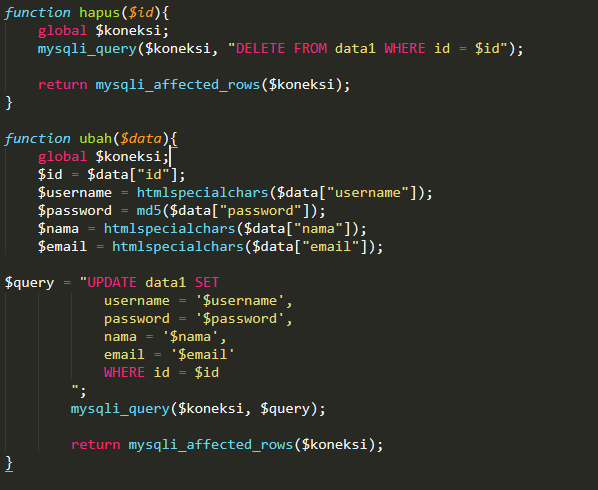 function hapus($id){
    global $koneksi;
    mysqli_query($koneksi, "DELETE FROM data1 WHERE id = $id");

    return mysqli_affected_rows($koneksi);
}

function ubah($data){
    global $koneksi;
    $id = $data["id"];
    $username = htmlspecialchars($data["username"]);
    $password = md5($data["password"]);
    $nama = htmlspecialchars($data["nama"]);
    $email = htmlspecialchars($data["email"]);

$query = "UPDATE data1 SET
            username = '$username',
            password = '$password',
            nama = '$nama',
            email = '$email'
            WHERE id = $id
        ";
        mysqli_query($koneksi, $query);

        return mysqli_affected_rows($koneksi);
}